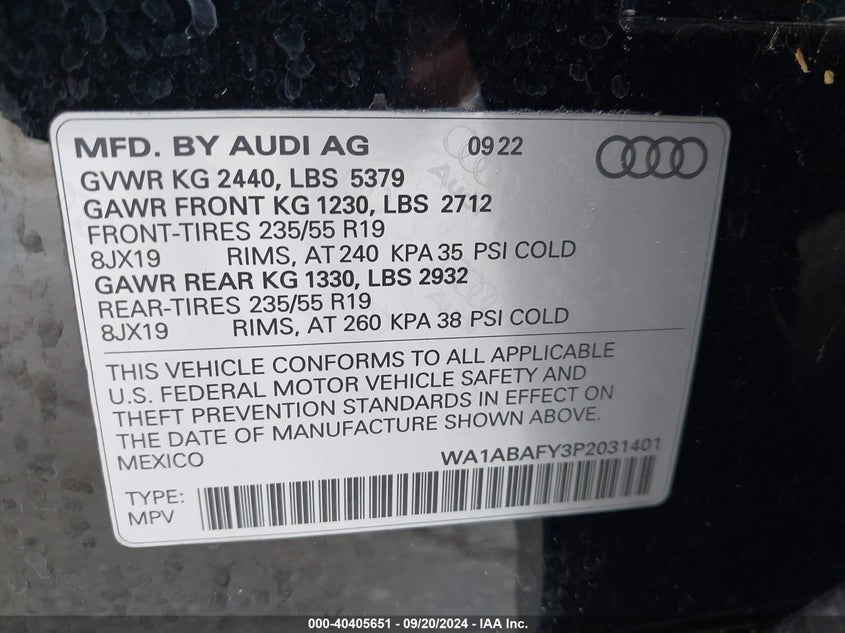 MFD. BY AUDI AG 09 22
GVWR KG 2440, LBS 5379
GAWR FRONT KG 1230, LBS 2712
FRONT-TIRES 235/55 R19
8JX19 RIMS, AT 240 KPA 35 PSI COLD
GAWR REAR KG 1330, LBS 2932
REAR-TIRES 235/55 R19
8JX19 RIMS, AT 260 KPA 38 PSI COLD
THIS VEHICLE CONFORMS TO ALL APPLICABLE
U.S. FEDERAL MOTOR VEHICLE SAFETY AND
THEFT PREVENTION STANDARDS IN EFFECT ON
THE DATE OF MANUFACTURE SHOWN ABOVE.
MEXICO WA1ABAFY3P2031401
TYPE:
MPV
000-40405651 - 09/20/2024 - IAA Inc.